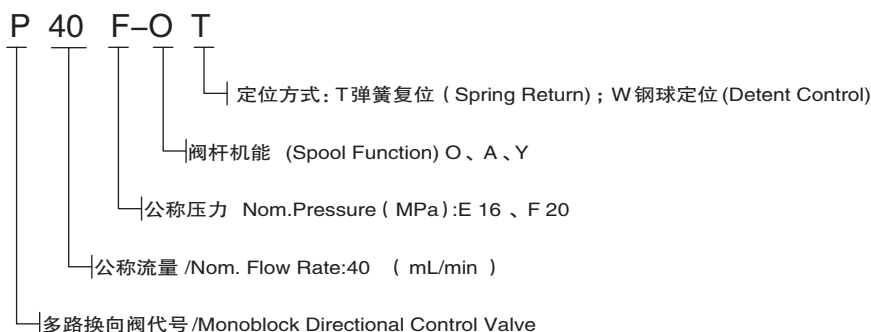 P 40 F-O T
定位方式：T弹簧复位（Spring Return)；W钢球定位(Detent Control)
阀杆机能 (Spool Function) O、A、Y
公称压力 Nom.Pressure（MPa）:E 16 、F 20
公称流量 /Nom. Flow Rate:40 （ mL/min ）
多路换向阀代号/Monoblock Directional Control Valve